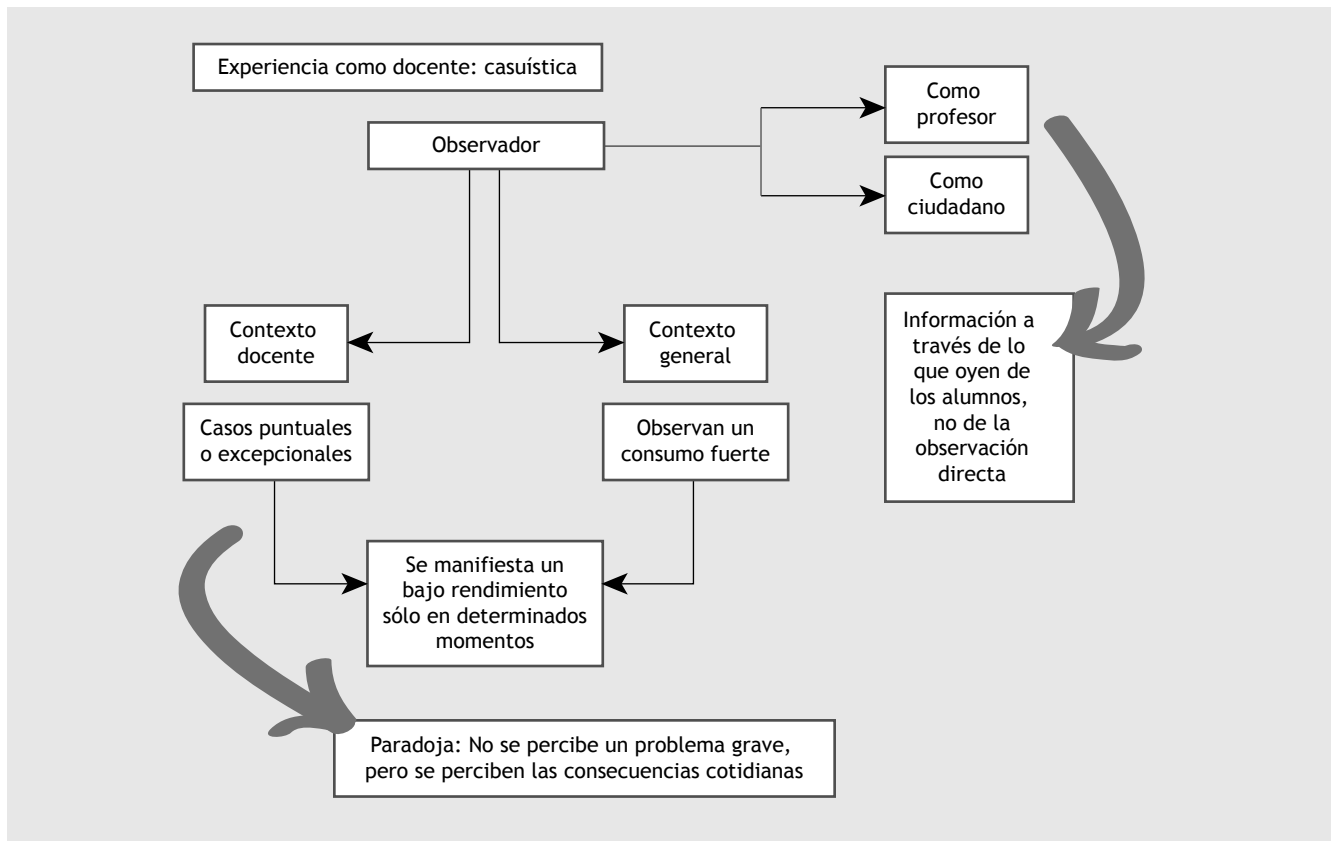 Experiencia como docente: casuística
Observador
Como
profesor
Como
ciudadano
Contexto
docente
Contexto
general
Información a
través de lo
que oyen de
los alumnos,
no de la
observación
directa
Casos puntuales
o excepcionales
Observan un
consumo fuerte
Se manifiesta un
bajo rendimiento
sólo en determinados
momentos
Paradoja: No se percibe un problema grave,
pero se perciben las consecuencias cotidianas